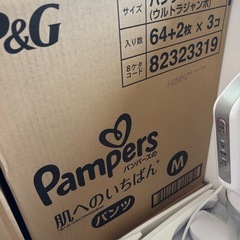 P&G
サイズ
(ウルトラジャンボ)
入り数
64+2枚×3コ
8ケタ
コード
82323319
Pampers
パンパースの
肌へのいちばん
M
パンツ